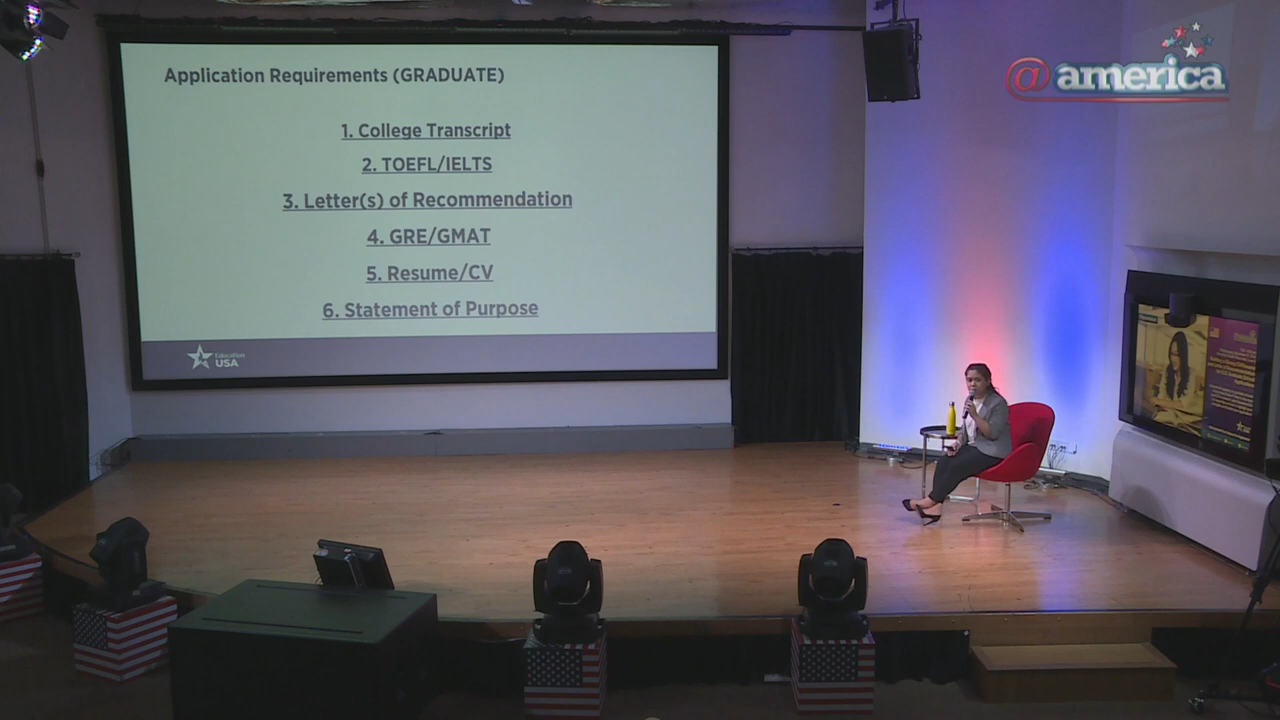 Application Requirements (GRADUATE)
1. College Transcript
2. TOEFL/IELTS
3. Letter(s) of Recommendation
4. GRE/GMAT
5. Resume/CV
6. Statement of Purpose
Education
USA
@america